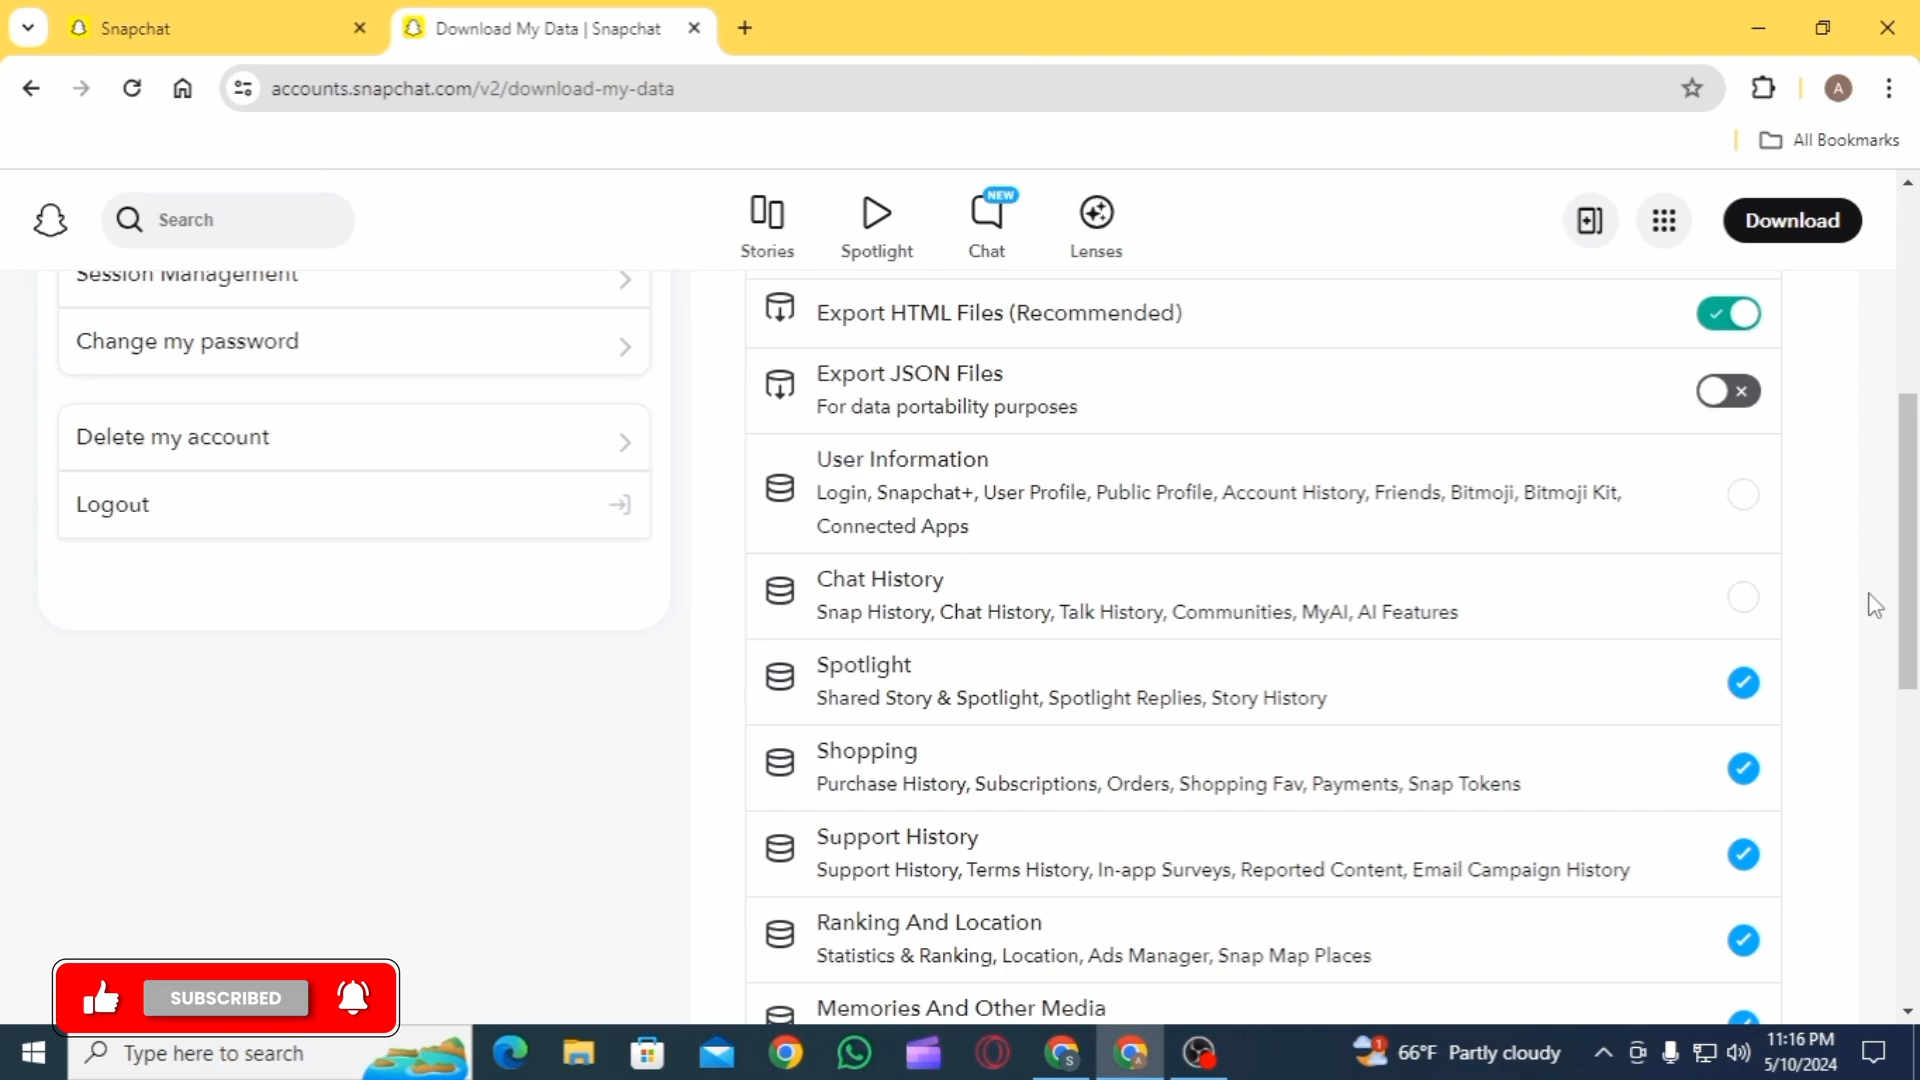 Snapchat
Download My Data | Snapchat
accounts.snapchat.com/v2/download-my-data
A
All Bookmarks
Search
Stories
Spotlight
NEW
Chat
Lenses
Download
Session Management
Change my password
Delete my account
Logout
Export HTML Files (Recommended)
Export JSON Files
For data portability purposes
User Information
Login, Snapchat+, User Profile, Public Profile, Account History, Friends, Bitmoji, Bitmoji Kit,
Connected Apps
Chat History
Snap History, Chat History, Talk History, Communities, MyAI, AI Features
Spotlight
Shared Story & Spotlight, Spotlight Replies, Story History
Shopping
Purchase History, Subscriptions, Orders, Shopping Fav, Payments, Snap Tokens
Support History
Support History, Terms History, In-app Surveys, Reported Content, Email Campaign History
Ranking And Location
Statistics & Ranking, Location, Ads Manager, Snap Map Places
Memories And Other Media
SUBSCRIBED
Type here to search
S
A
1
66°F Partly cloudy
11:16 PM
5/10/2024